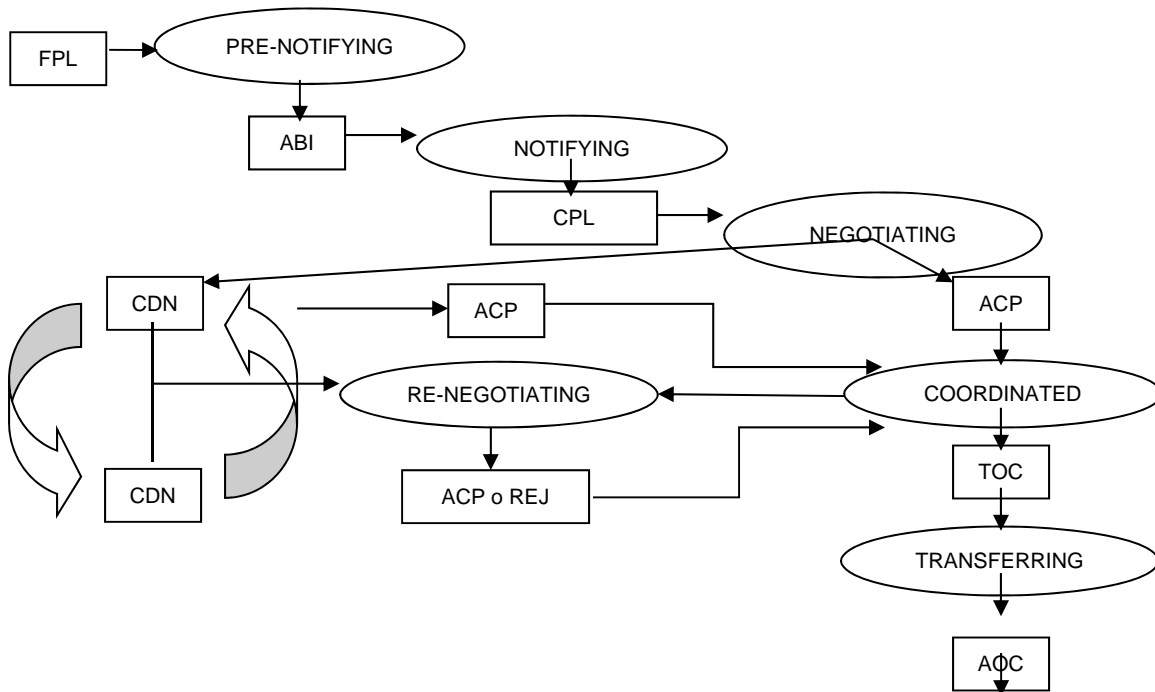 FPL
PRE-NOTIFYING
ABI
NOTIFYING
CPL
NEGOTIATING
CDN
ACP
ACP
RE-NEGOTIATING
COORDINATED
CDN
ACP o REJ
TOC
TRANSFERRING
AOC